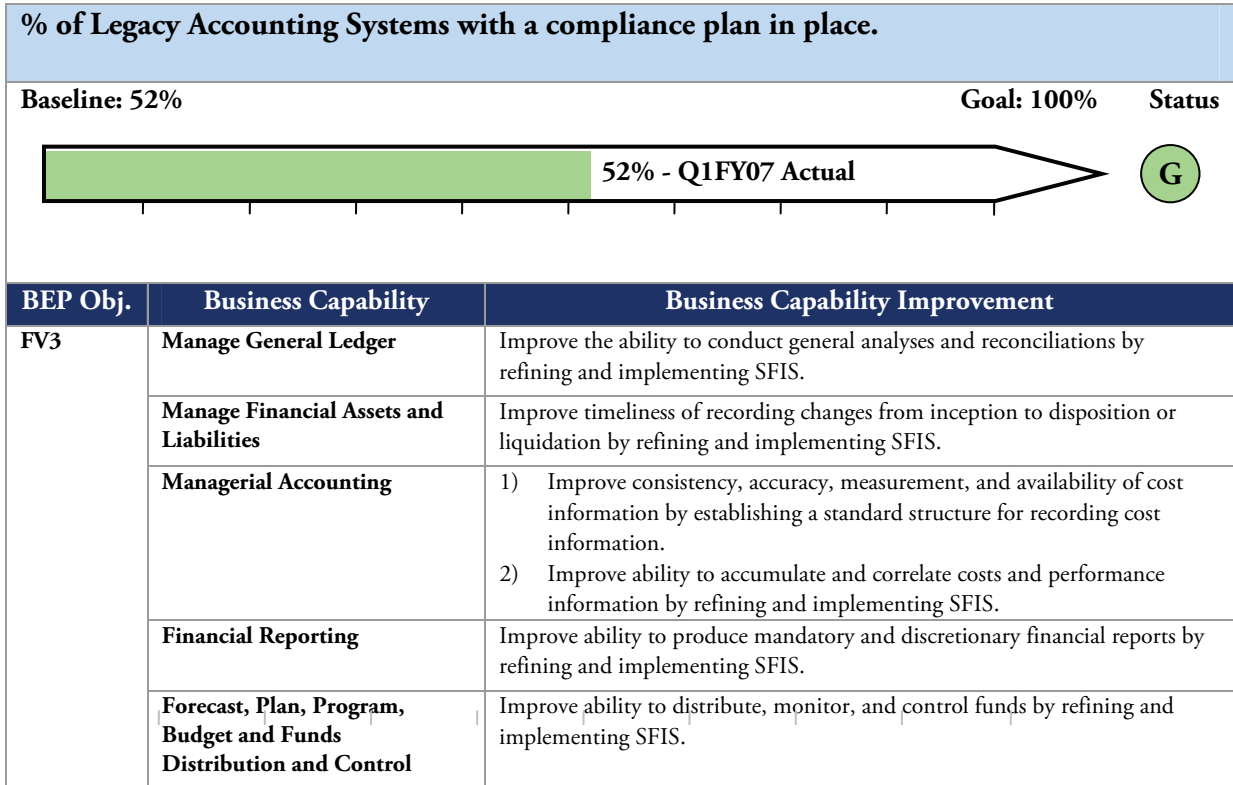 % of Legacy Accounting Systems with a compliance plan in place.
Baseline: 52%
Goal: 100%
Status
52% - Q1FY07 Actual
G
BEP Obj.
Business Capability
Business Capability Improvement
FV3
Manage General Ledger
Improve the ability to conduct general analyses and reconciliations by
refining and implementing SFIS.
Manage Financial Assets and
Liabilities
Improve timeliness of recording changes from inception to disposition or
liquidation by refining and implementing SFIS.
Managerial Accounting
1) Improve consistency, accuracy, measurement, and availability of cost
information by establishing a standard structure for recording cost
information.
2) Improve ability to accumulate and correlate costs and performance
information by refining and implementing SFIS.
Financial Reporting
Improve ability to produce mandatory and discretionary financial reports by
refining and implementing SFIS.
Forecast, Plan, Program,
Budget and Funds
Distribution and Control
Improve ability to distribute, monitor, and control funds by refining and
implementing SFIS.